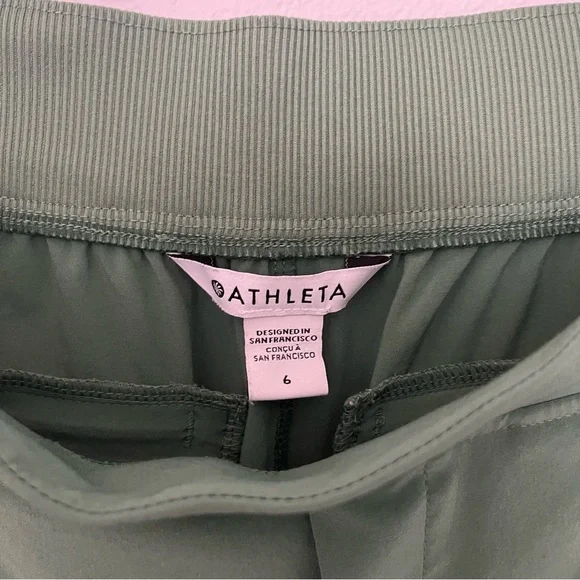 ATHLETA
DESIGNED IN
SAN FRANCISCO
CONÇU À
SAN FRANCISCO
6